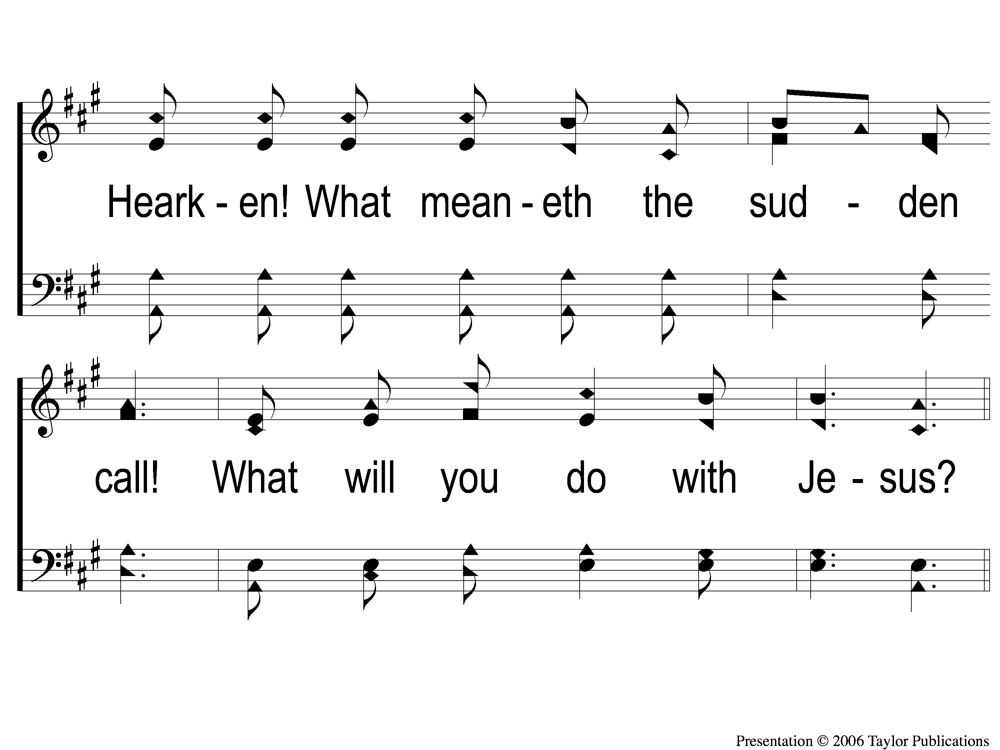 Heark - en! What mean - eth the sud - den
call! What will you do with Je - sus?
Presentation © 2006 Taylor Publications